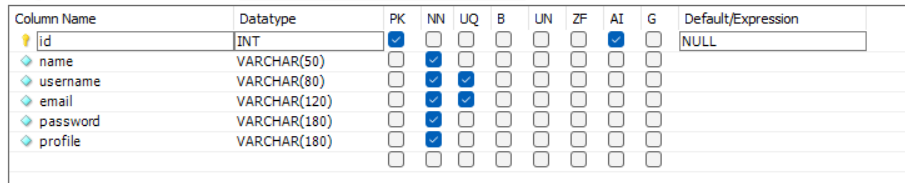 Column Name Datatype PK NN UQ B UN ZF AI G Default/Expression
id INT NULL
name VARCHAR(50)
username VARCHAR(80)
email VARCHAR(120)
password VARCHAR(180)
profile VARCHAR(180)